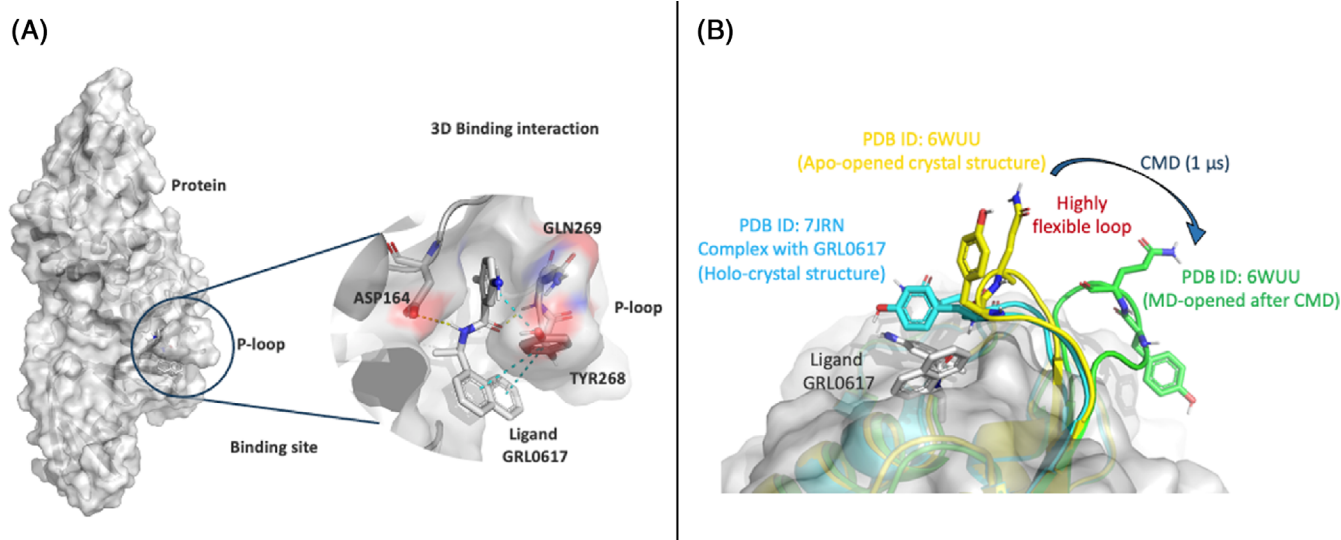 (A)
3D Binding interaction
Protein
GLN269
ASP164
P-loop
P-loop
TYR268
Ligand
GRL0617
Binding site
(B)
PDB ID: 6WUU
(Apo-opened crystal structure)
CMD (1 µs)
Highly
flexible loop
PDB ID: 7JRN
Complex with GRL0617
(Holo-crystal structure)
PDB ID: 6WUU
(MD-opened after CMD)
Ligand
GRL0617